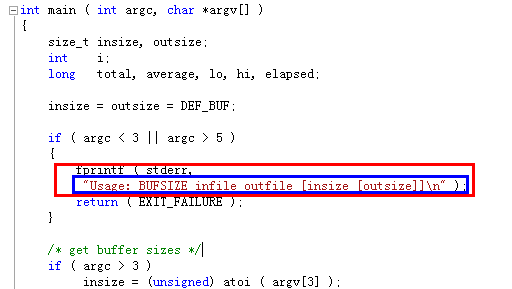 int main ( int argc, char *argv[] )
{
size_t insize, outsize;
int i;
long total, average, lo, hi, elapsed;
insize = outsize = DEF_BUF;
if ( argc < 3 || argc > 5 )
{
fprintf ( stderr,
"Usage: BUFSIZE infile outfile [insize [outsize]]\n" );
return ( EXIT_FAILURE );
}
/* get buffer sizes */
if ( argc > 3 )
insize = (unsigned) atoi ( argv[3] );